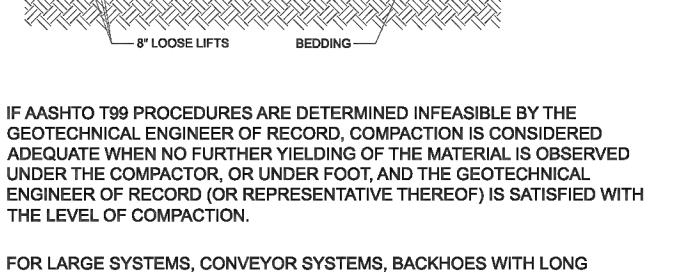 8" LOOSE LIFTS BEDDING
IF AASHTO T99 PROCEDURES ARE DETERMINED INFEASIBLE BY THE
GEOTECHNICAL ENGINEER OF RECORD, COMPACTION IS CONSIDERED
ADEQUATE WHEN NO FURTHER YIELDING OF THE MATERIAL IS OBSERVED
UNDER THE COMPACTOR, OR UNDER FOOT, AND THE GEOTECHNICAL
ENGINEER OF RECORD (OR REPRESENTATIVE THEREOF) IS SATISFIED WITH
THE LEVEL OF COMPACTION.
FOR LARGE SYSTEMS, CONVEYOR SYSTEMS, BACKHOES WITH LONG